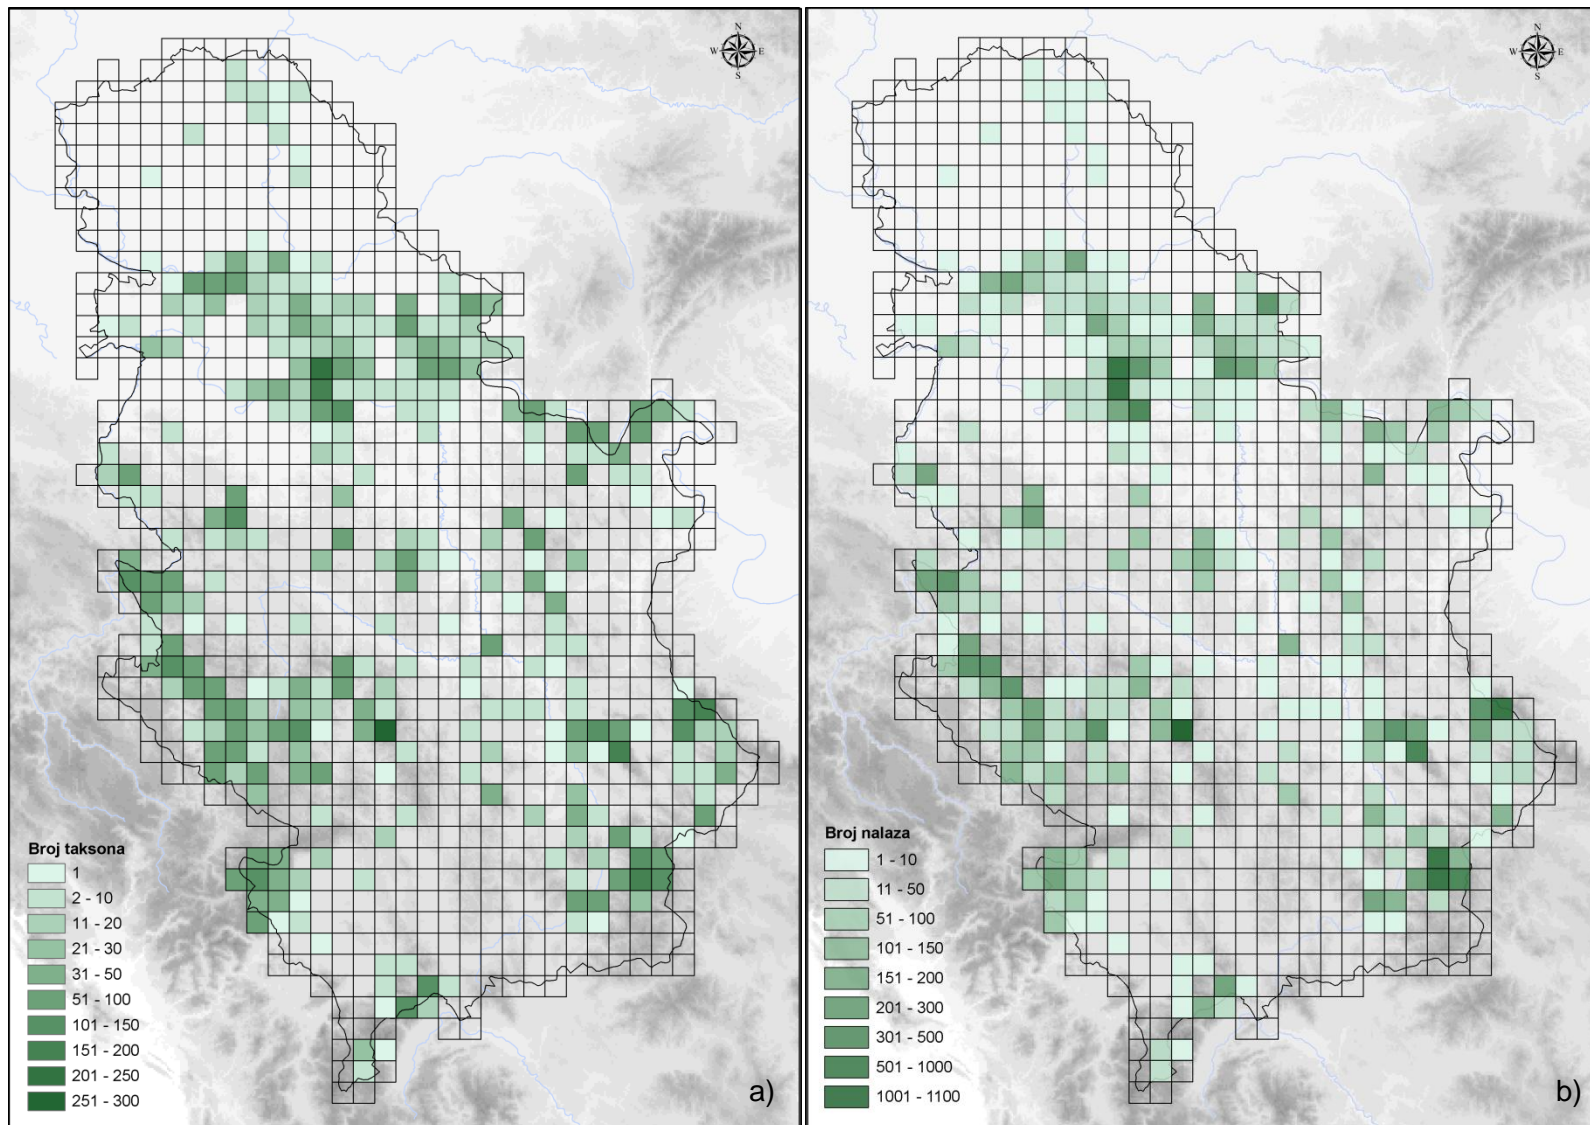 N
W E
S
Broj taksona
1
2 - 10
11 - 20
21 - 30
31 - 50
51 - 100
101 - 150
151 - 200
201 - 250
251 - 300
a)
N
W E
S
Broj nalaza
1 - 10
11 - 50
51 - 100
101 - 150
151 - 200
201 - 300
301 - 500
501 - 1000
1001 - 1100
b)